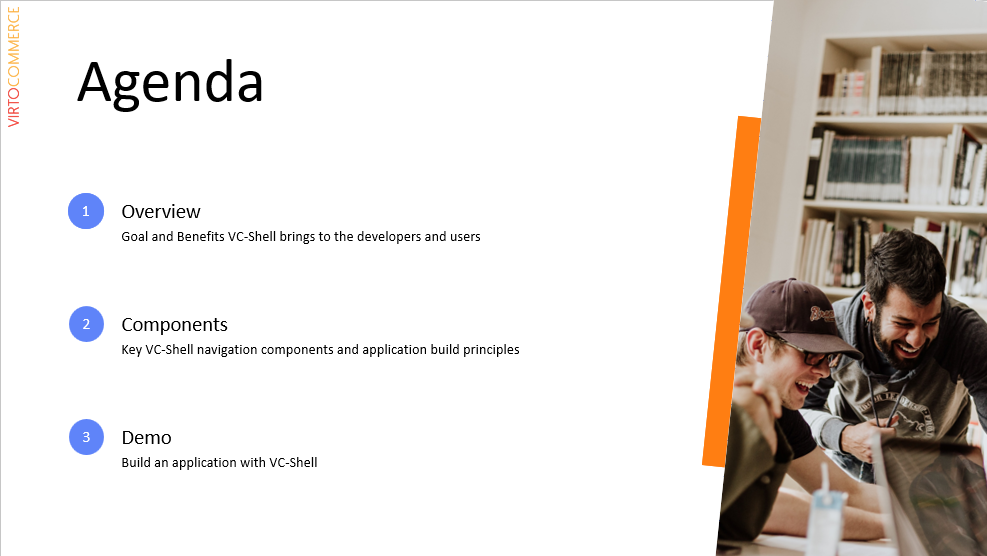 VIRTOCOMMERCE
Agenda
1
Overview
Goal and Benefits VC-Shell brings to the developers and users
2
Components
Key VC-Shell navigation components and application build principles
3
Demo
Build an application with VC-Shell